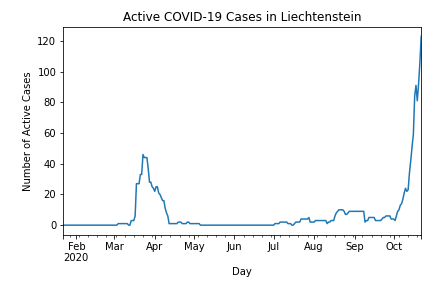 Active COVID-19 Cases in Liechtenstein
Number of Active Cases
120
100
80
60
40
20
0
Feb Mar Apr May Jun Jul Aug Sep Oct
2020
Day